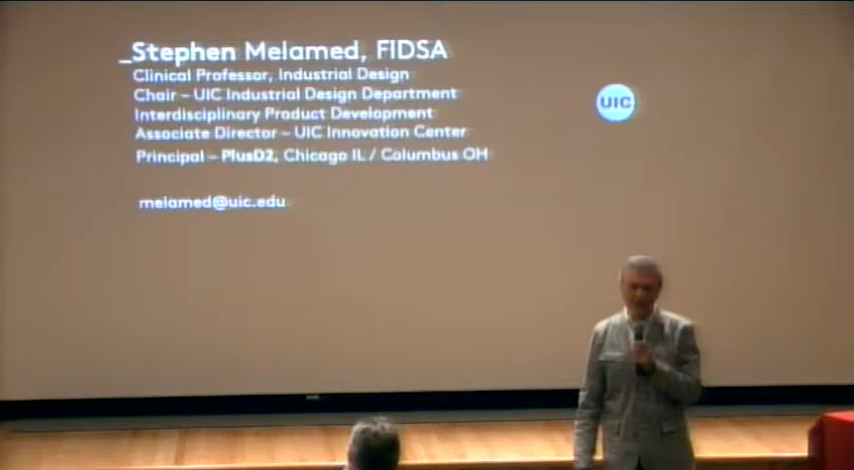 _Stephen Melamed, FIDSA
Clinical Professor, Industrial Design
Chair – UIC Industrial Design Department
Interdisciplinary Product Development
Associate Director – UIC Innovation Center
Principal – PlusD2, Chicago IL / Columbus OH
UIC
melamed@uic.edu